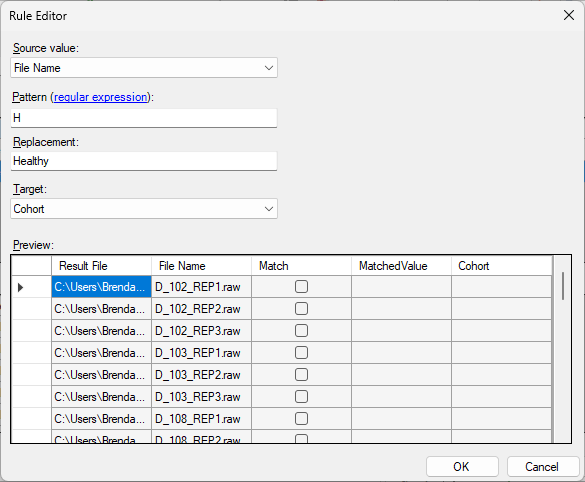 Rule Editor
Source value:
File Name
Pattern (regular expression):
H
Replacement:
Healthy
Target:
Cohort
Preview:
Result File File Name Match MatchedValue Cohort
C:\Users\Brenda... D_102_REP1.raw
C:\Users\Brenda... D_102_REP2.raw
C:\Users\Brenda... D_102_REP3.raw
C:\Users\Brenda... D_103_REP1.raw
C:\Users\Brenda... D_103_REP2.raw
C:\Users\Brenda... D_103_REP3.raw
C:\Users\Brenda... D_108_REP1.raw
C:\Users\Brenda... D_108_REP2.raw
OK Cancel